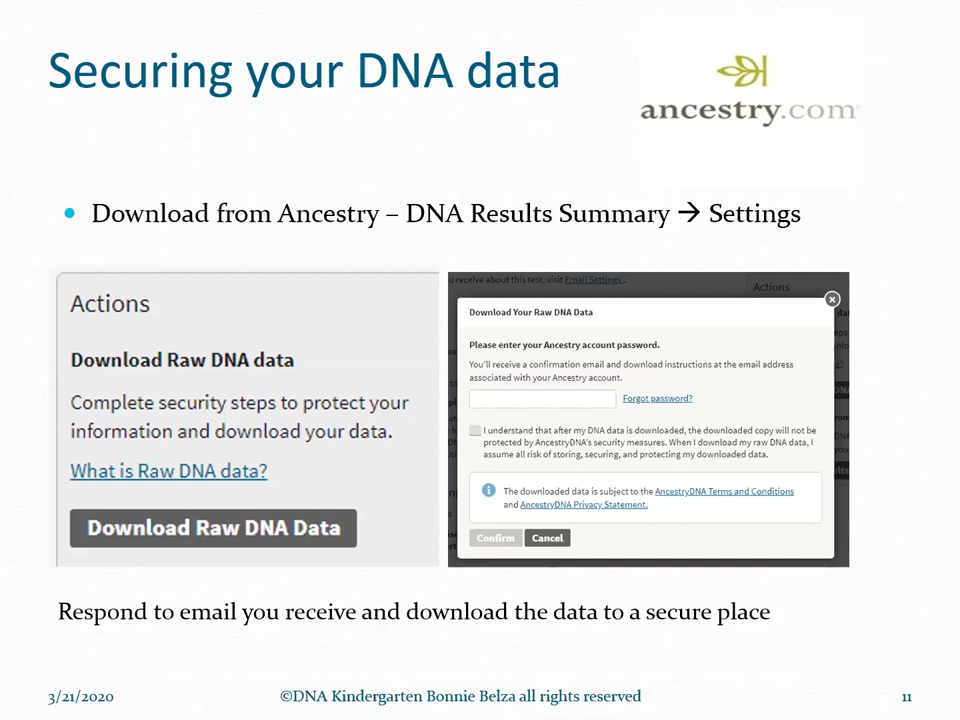 Securing your DNA data
ancestry.com
• Download from Ancestry – DNA Results Summary → Settings
Actions
Download Raw DNA data
Complete security steps to protect your
information and download your data.
What is Raw DNA data?
Download Raw DNA Data
u receive about this test, visit Email Settings.
Actions
Download Your Raw DNA Data
Please enter your Ancestry account password.
You'll receive a confirmation email and download instructions at the email address
associated with your Ancestry account.
Forgot password?
I understand that after my DNA data is downloaded, the downloaded copy will not be
protected by AncestryDNA's security measures. When I download my raw DNA data, I
assume all risk of storing, securing, and protecting my downloaded data.
The downloaded data is subject to the AncestryDNA Terms and Conditions
and AncestryDNA Privacy Statement.
Confirm Cancel
Respond to email you receive and download the data to a secure place
3/21/2020 ©DNA Kindergarten Bonnie Belza all rights reserved 11